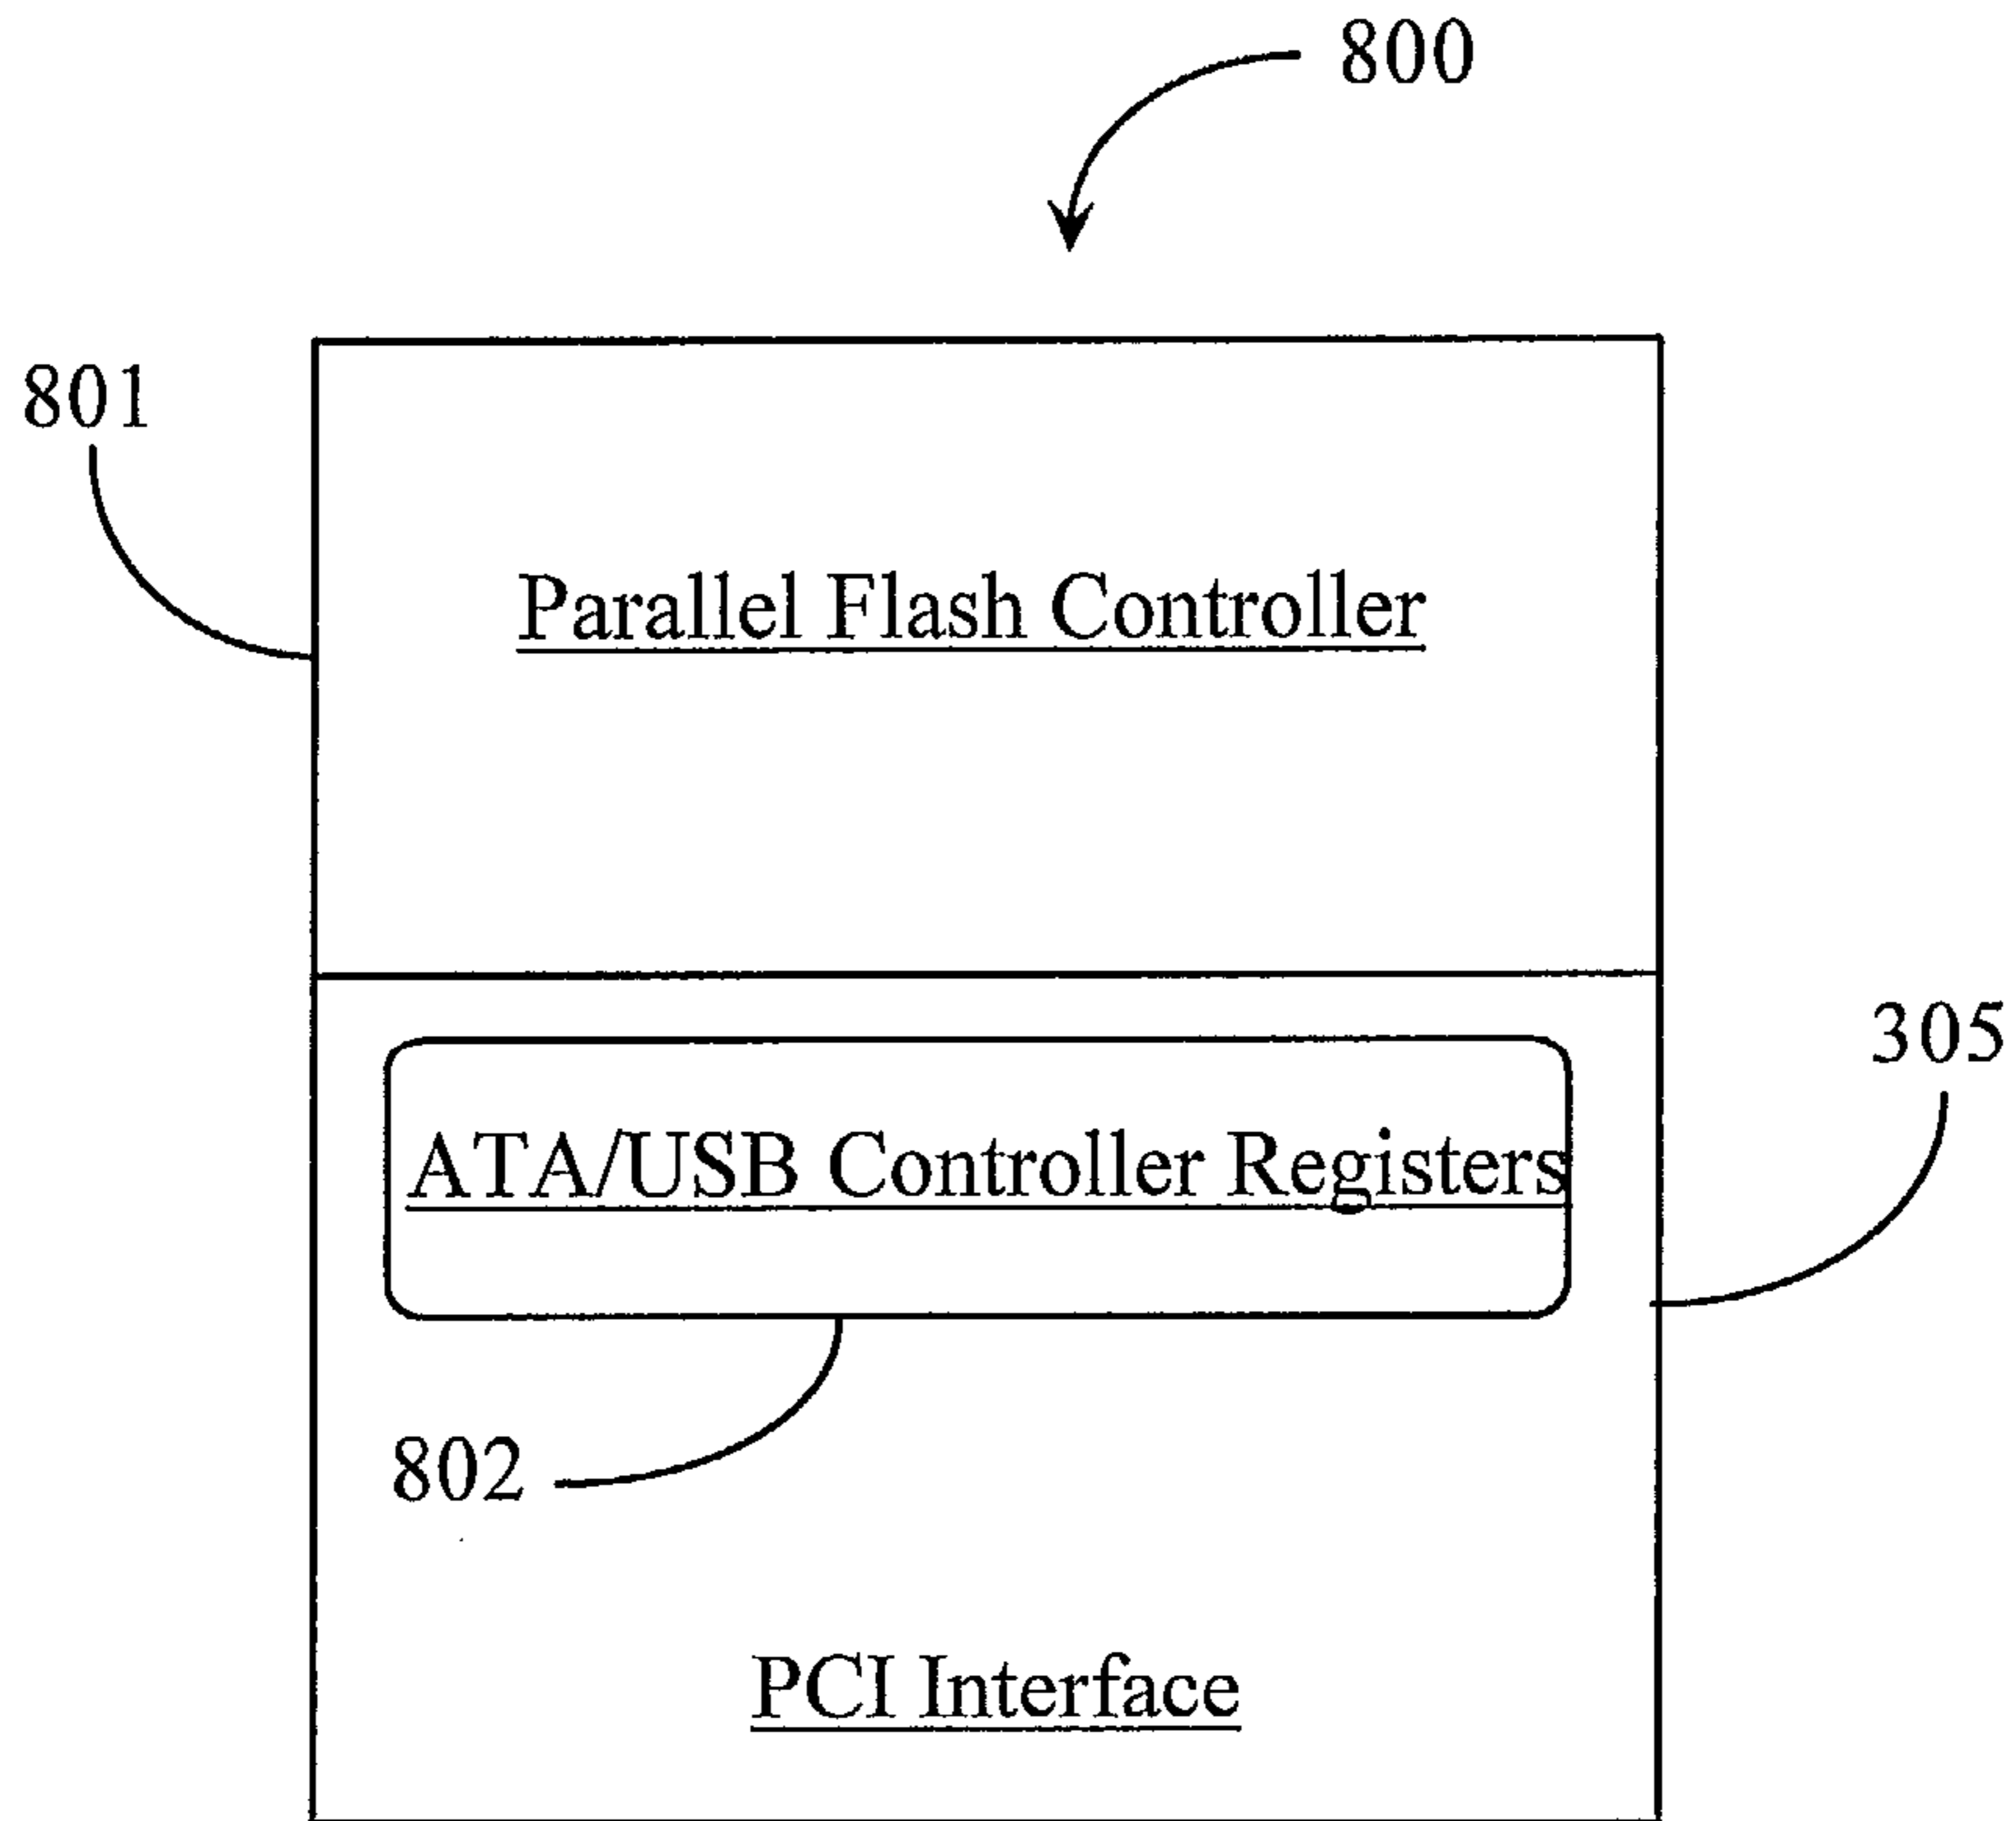 800
801
Parallel Flash Controller
305
ATA/USB Controller Registers
802
PCI Interface